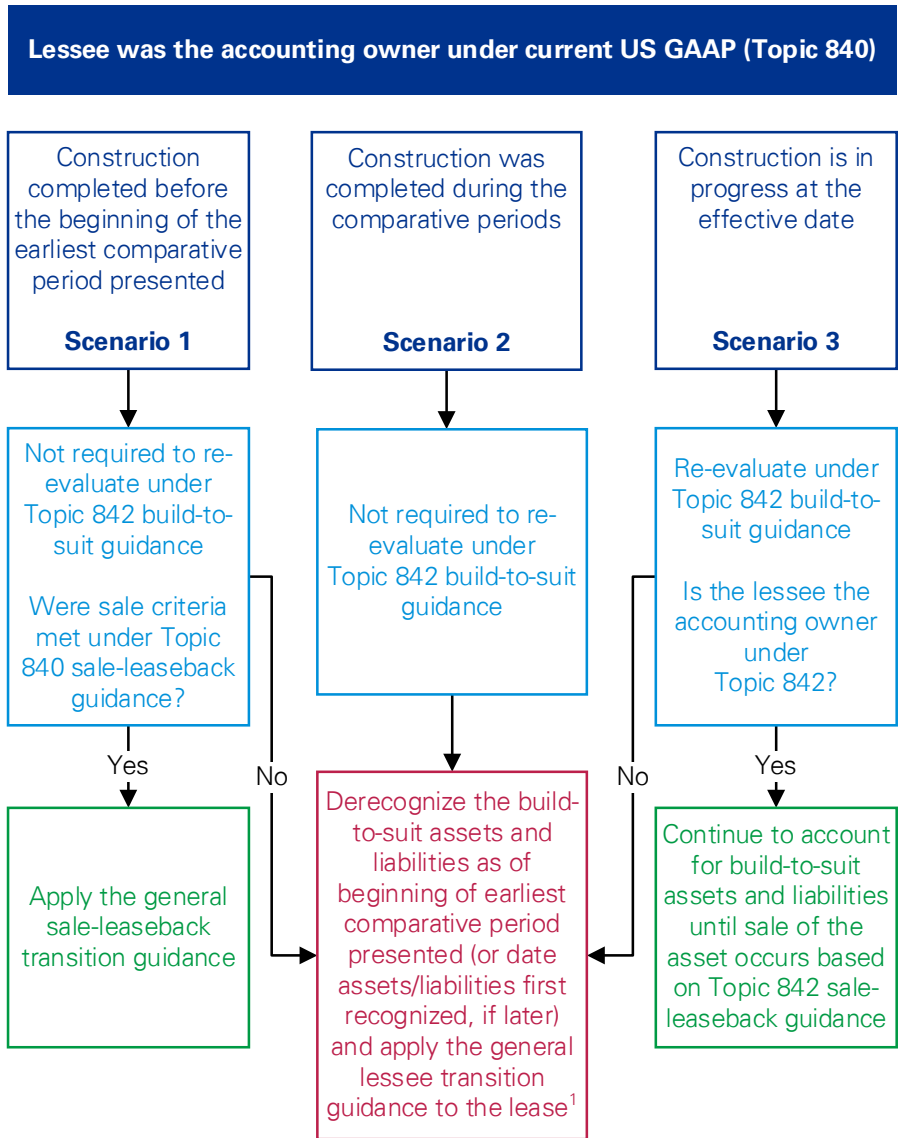 Lessee was the accounting owner under current US GAAP (Topic 840)
Construction
completed before
the beginning of the
earliest comparative
period presented
Scenario 1
Construction was
completed during the
comparative periods
Scenario 2
Construction is in
progress at the
effective date
Scenario 3
Not required to re-
evaluate under
Topic 842 build-to-
suit guidance
Were sale criteria
met under Topic
840 sale-leaseback
guidance?
Not required to re-
evaluate under
Topic 842 build-to-suit
guidance
Re-evaluate under
Topic 842 build-to-
suit guidance
Is the lessee the
accounting owner
under
Topic 842?
Yes
No
No
Yes
Apply the general
sale-leaseback
transition guidance
Derecognize the build-
to-suit assets and
liabilities as of
beginning of earliest
comparative period
presented (or date
assets/liabilities first
recognized, if later)
and apply the general
lessee transition
guidance to the lease¹
Continue to account
for build-to-suit
assets and liabilities
until sale of the
asset occurs based
on Topic 842 sale-
leaseback guidance